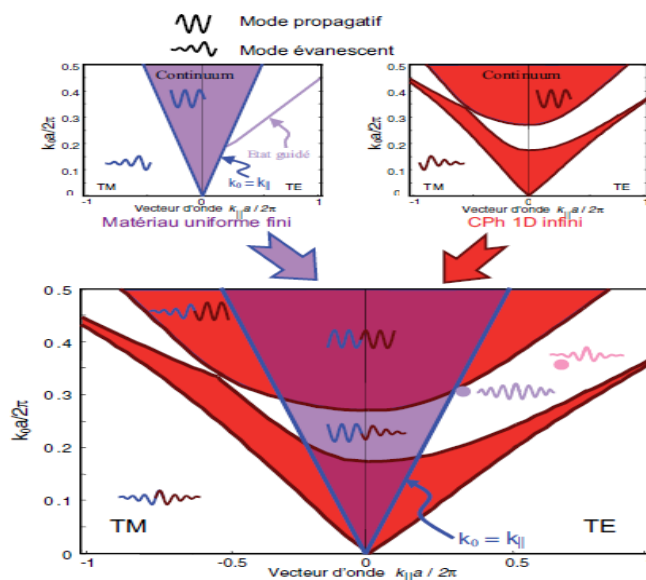 Mode propagatif
Mode évanescent
k₀a/2π
0.5
0.4
0.3
0.2
0.1
0
Continuum
Etat guidé
k₀ = k||
TM
TE
-1
0
1
Vecteur d'onde k||a / 2π
Matériau uniforme fini
k₀a/2π
0.5
0.4
0.3
0.2
0.1
Continuum
TM
TE
-1
0
1
Vecteur d'onde k||a / 2π
CPh 1D infini
k₀a/2π
0.5
0.4
0.3
0.2
0.1
0
TM
TE
k₀ = k||
-1
-0.5
0
0.5
Vecteur d'onde k||a / 2π